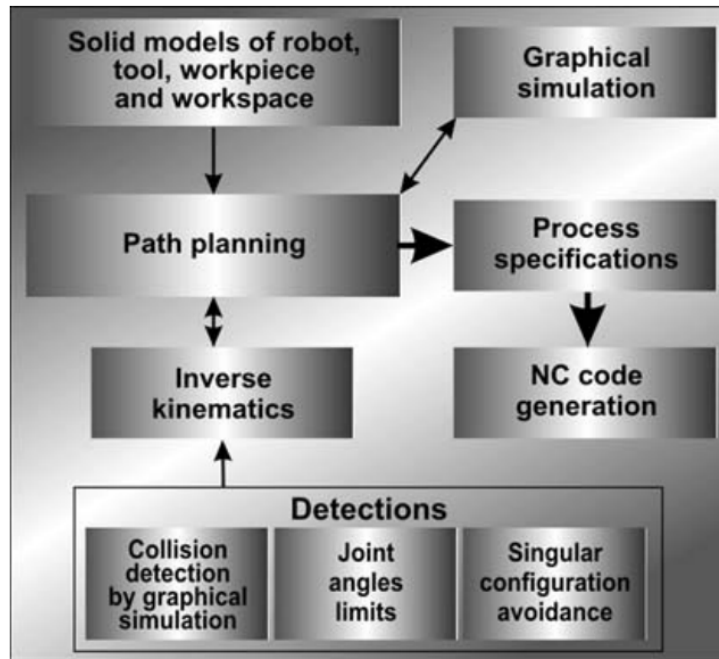 Solid models of robot,
tool, workpiece
and workspace
Graphical
simulation
Path planning
Process
specifications
Inverse
kinematics
NC code
generation
Detections
Collision
detection
by graphical
simulation
Joint
angles
limits
Singular
configuration
avoidance